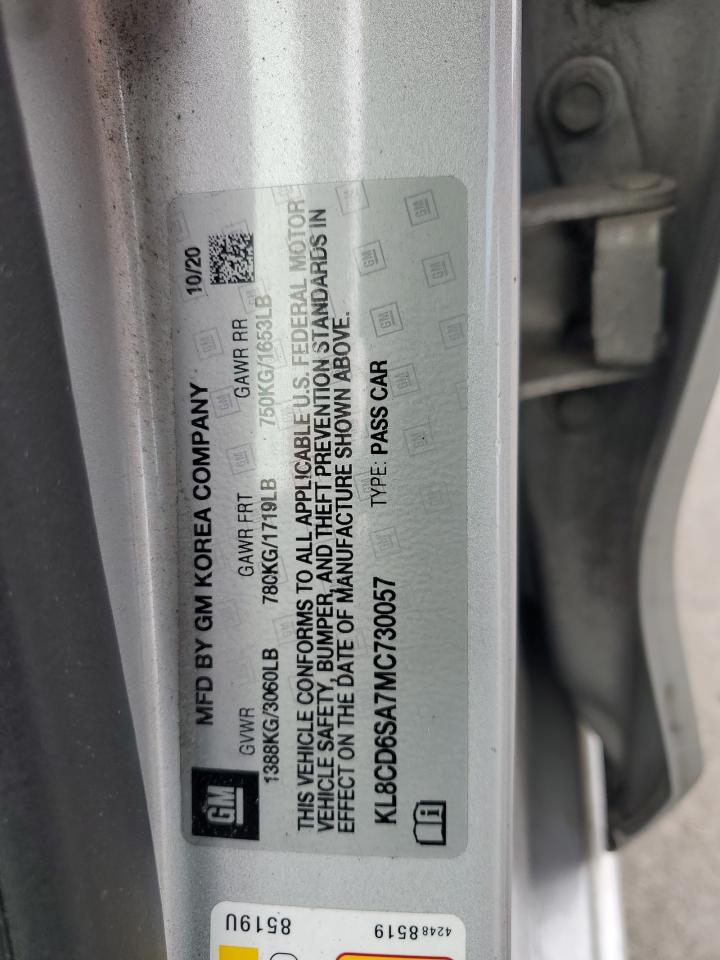 GM
MFD BY GM KOREA COMPANY 10/20
GVWR GAWR FRT GAWR RR
1388KG/3060LB 780KG/1719LB 750KG/1653LB
THIS VEHICLE CONFORMS TO ALL APPLICABLE U.S. FEDERAL MOTOR
VEHICLE SAFETY, BUMPER, AND THEFT PREVENTION STANDARDS IN
EFFECT ON THE DATE OF MANUFACTURE SHOWN ABOVE.
KL8CD6SA7MC730057 TYPE: PASS CAR
8519U
42488519